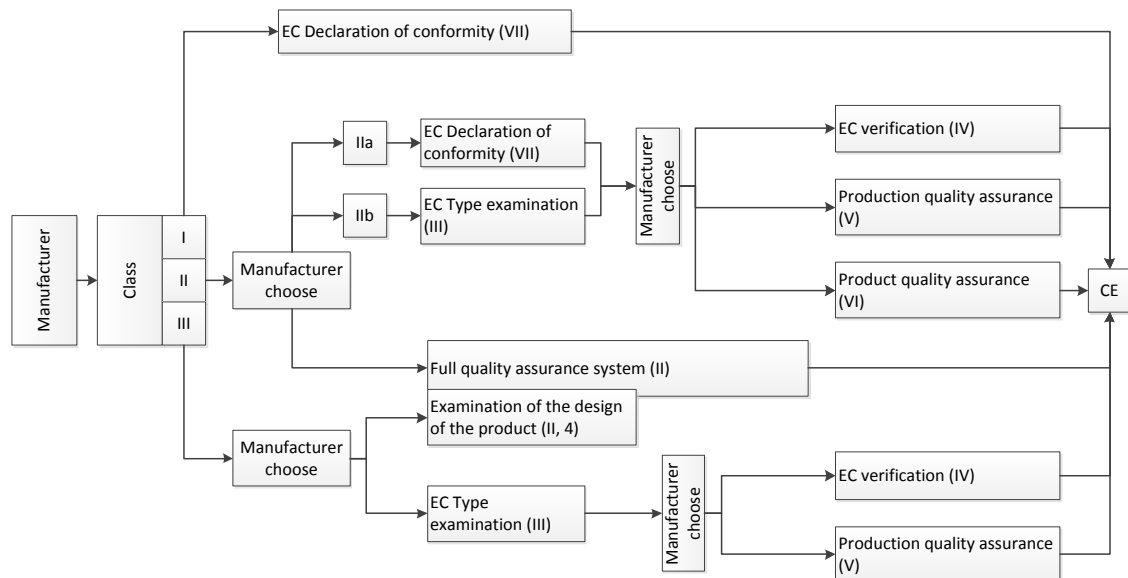 EC Declaration of conformity (VII)
IIa
EC Declaration of
conformity (VII)
IIb
EC Type examination
(III)
Manufacturer
choose
EC verification (IV)
Production quality assurance
(V)
Product quality assurance
(VI)
CE
Manufacturer
Class
I
II
III
Manufacturer
choose
Full quality assurance system (II)
Examination of the design
of the product (II, 4)
Manufacturer
choose
EC Type
examination (III)
Manufacturer
choose
EC verification (IV)
Production quality assurance
(V)